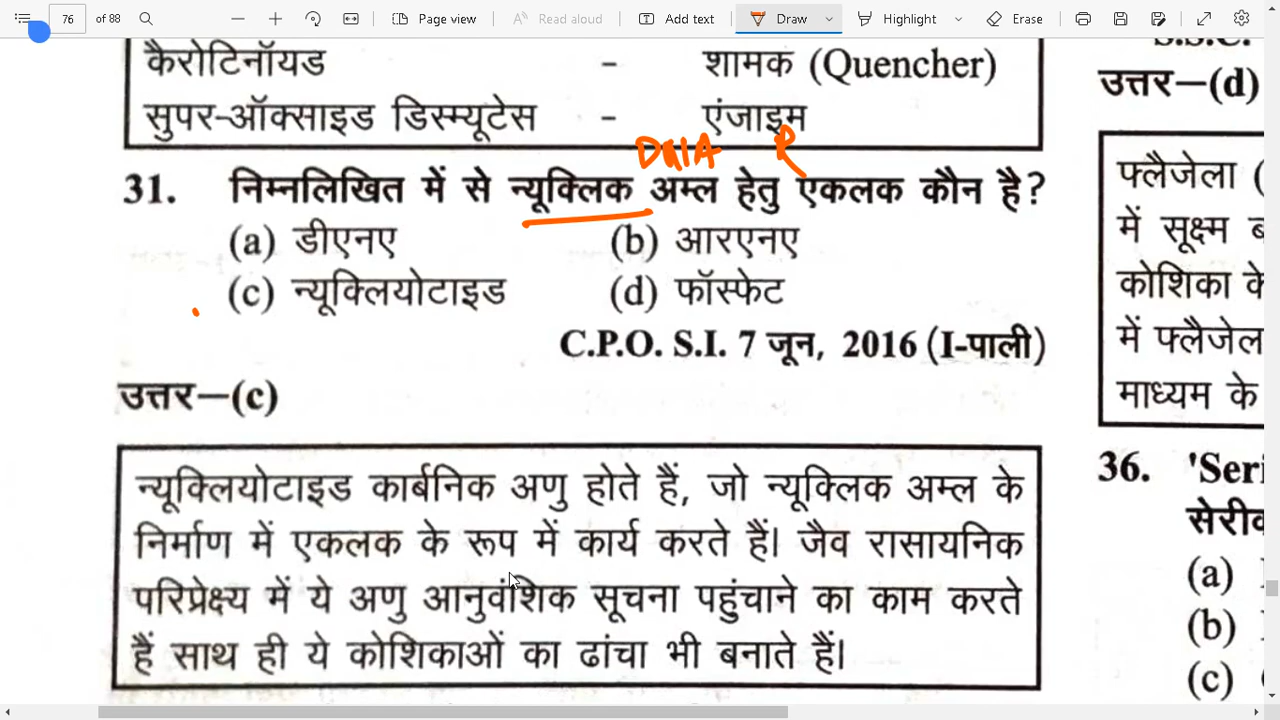 76 of 88 Page view Read aloud Add text Draw Highlight Erase
कैरोटिनॉयड - शामक (Quencher)
सुपर-ऑक्साइड डिस्म्यूटेस - एंजाइम
DNA R
31. निम्नलिखित में से न्यूक्लिक अम्ल हेतु एकलक कौन है?
(a) डीएनए (b) आरएनए
(c) न्यूक्लियोटाइड (d) फॉस्फेट
C.P.O. S.I. 7 जून, 2016 (I-पाली)
उत्तर—(c)
न्यूक्लियोटाइड कार्बनिक अणु होते हैं, जो न्यूक्लिक अम्ल के
निर्माण में एकलक के रूप में कार्य करते हैं। जैव रासायनिक
परिप्रेक्ष्य में ये अणु आनुवंशिक सूचना पहुंचाने का काम करते
हैं साथ ही ये कोशिकाओं का ढांचा भी बनाते हैं।
S.S.C.
उत्तर—(d)
फ्लैजेला (
में सूक्ष्म ब
कोशिका के
में फ्लैजेल
माध्यम के
36. 'Seri
सेरीक
(a)
(b)
(c)